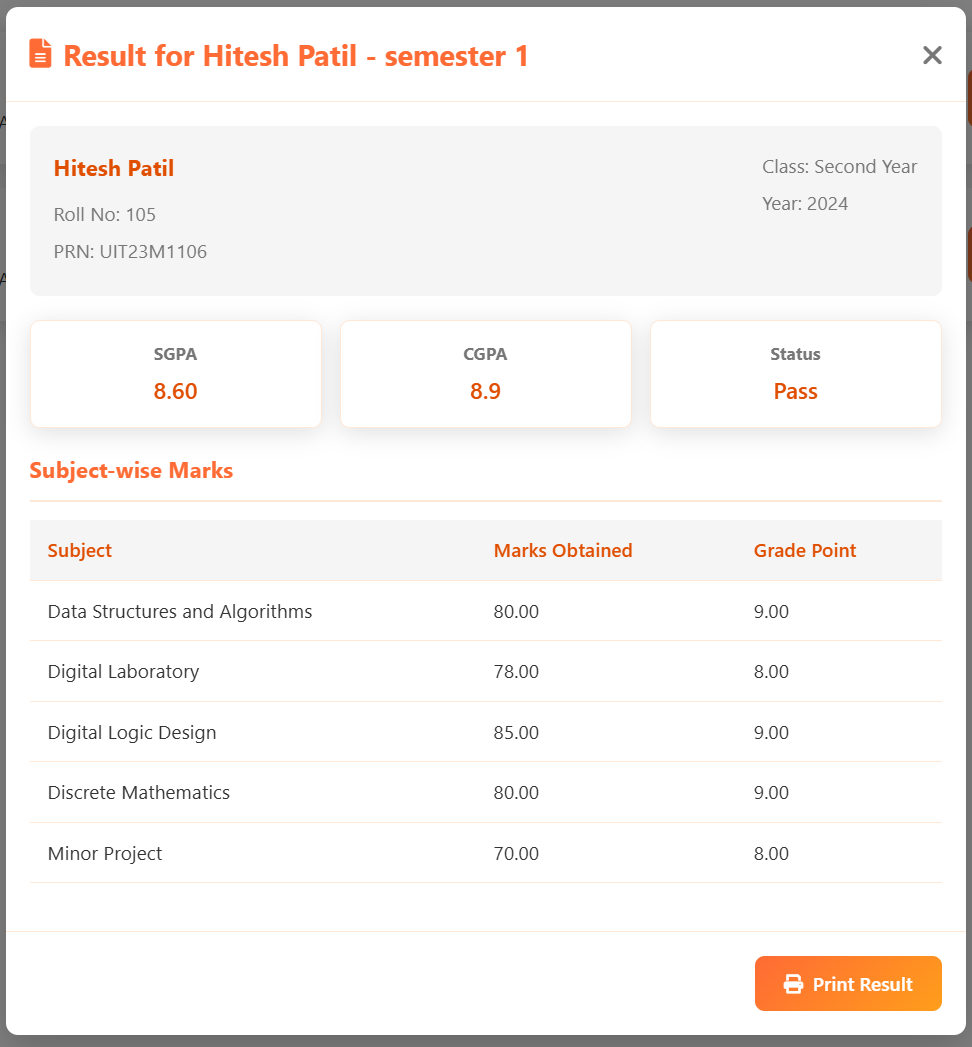 Result for Hitesh Patil - semester 1
Hitesh Patil
Roll No: 105
PRN: UIT23M1106
Class: Second Year
Year: 2024
SGPA
8.60
CGPA
8.9
Status
Pass
Subject-wise Marks
Subject Marks Obtained Grade Point
Data Structures and Algorithms 80.00 9.00
Digital Laboratory 78.00 8.00
Digital Logic Design 85.00 9.00
Discrete Mathematics 80.00 9.00
Minor Project 70.00 8.00
Print Result